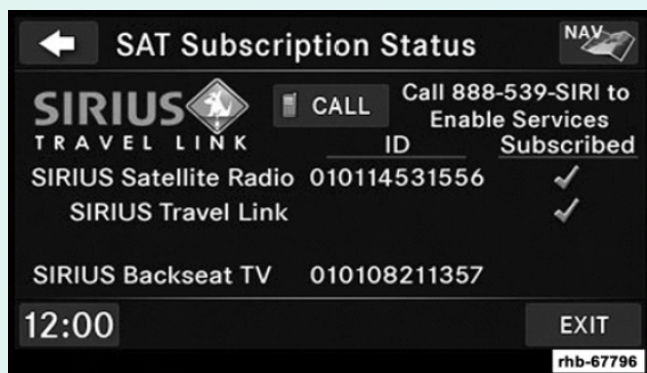 SAT Subscription Status
NAV
SIRIUS
TRAVEL LINK
CALL
Call 888-539-SIRI to
Enable Services
ID Subscribed
SIRIUS Satellite Radio 010114531556
SIRIUS Travel Link
SIRIUS Backseat TV 010108211357
12:00 EXIT
rhb-67796